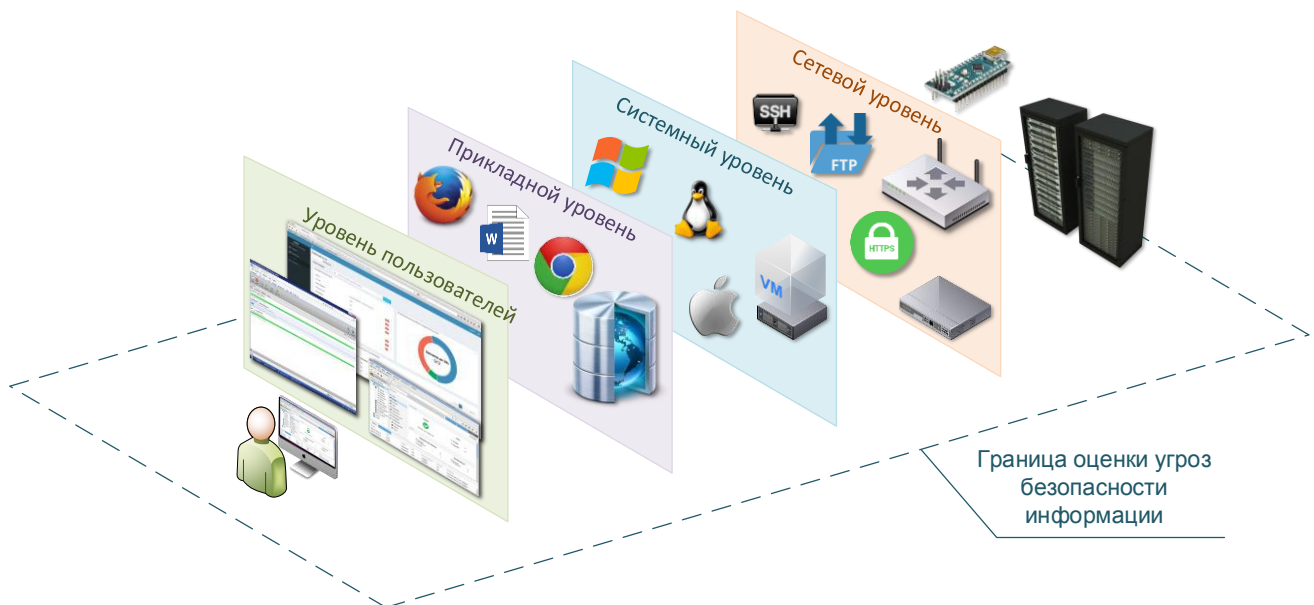 Сетевой уровень
SSH
FTP
HTTPS
Системный уровень
VM
Прикладной уровень
W
Уровень пользователей
Граница оценки угроз
безопасности
информации